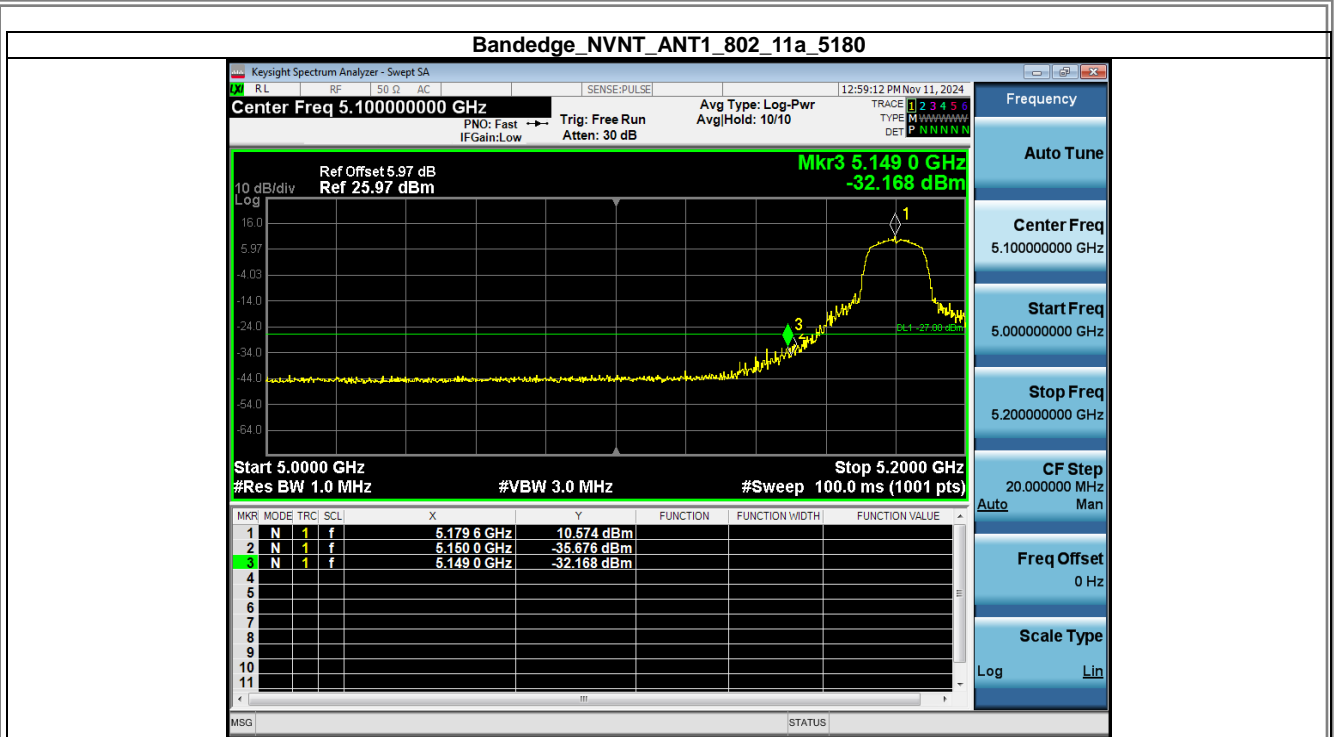 Bandedge_NVNT_ANT1_802_11a_5180
Keysight Spectrum Analyzer - Swept SA
LXI RL RF 50 Ω AC SENSE:PULSE 12:59:12 PM Nov 11, 2024
Center Freq 5.100000000 GHz
PNO: Fast
IFGain:Low
Trig: Free Run
Atten: 30 dB
Avg Type: Log-Pwr
Avg|Hold: 10/10
TRACE 1 2 3 4 5 6
TYPE M WWWWW
DET P N N N N N
Ref Offset 5.97 dB
10 dB/div Ref 25.97 dBm
Log
Mkr3 5.149 0 GHz
-32.168 dBm
16.0
5.97
-4.03
-14.0
-24.0
-34.0
-44.0
-54.0
-64.0
1
3
2
DL1 -27.00 dBm
Start 5.0000 GHz Stop 5.2000 GHz
#Res BW 1.0 MHz #VBW 3.0 MHz #Sweep 100.0 ms (1001 pts)
MKR MODE TRC SCL X Y FUNCTION FUNCTION WIDTH FUNCTION VALUE
1 N 1 f 5.179 6 GHz 10.574 dBm
2 N 1 f 5.150 0 GHz -35.676 dBm
3 N 1 f 5.149 0 GHz -32.168 dBm
4
5
6
7
8
9
10
11
MSG STATUS
Frequency
Auto Tune
Center Freq
5.100000000 GHz
Start Freq
5.000000000 GHz
Stop Freq
5.200000000 GHz
CF Step
20.000000 MHz
Auto Man
Freq Offset
0 Hz
Scale Type
Log Lin